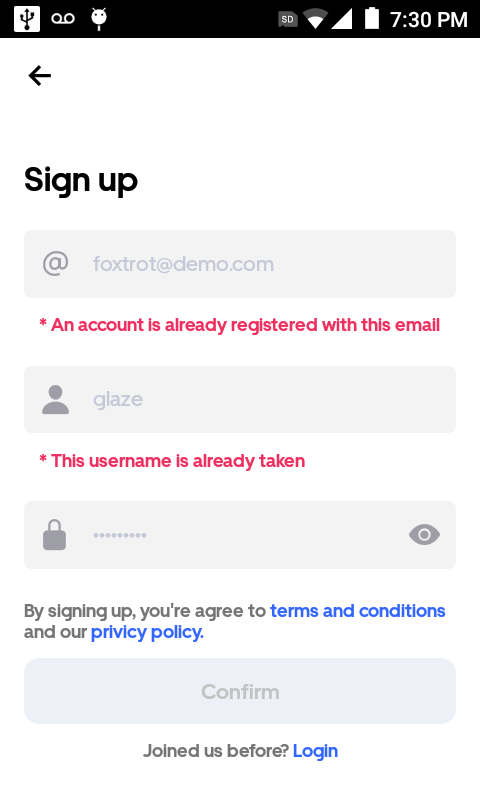 SD 7:30 PM
Sign up
@ foxtrot@demo.com
* An account is already registered with this email
glaze
* This username is already taken
•••••••••
By signing up, you're agree to terms and conditions
and our privicy policy.
Confirm
Joined us before? Login